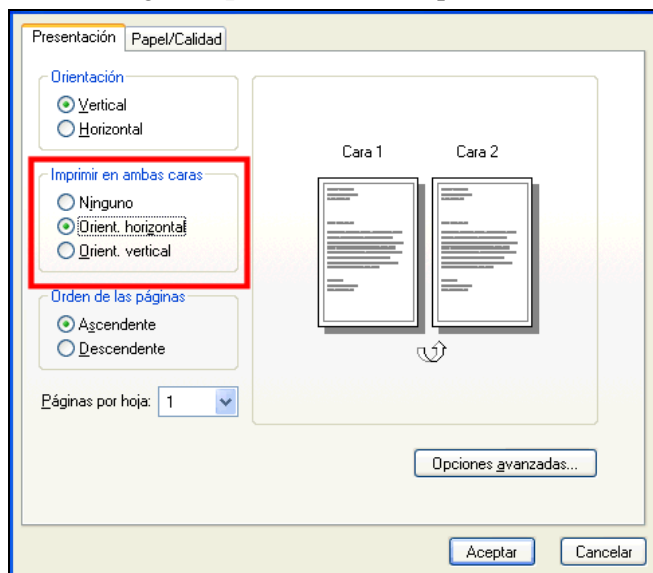 Presentación Papel/Calidad
Orientación
Vertical
Horizontal
Imprimir en ambas caras
Ninguno
Orient. horizontal
Orient. vertical
Orden de las páginas
Ascendente
Descendente
Páginas por hoja: 1
Cara 1 Cara 2
Opciones avanzadas...
Aceptar Cancelar